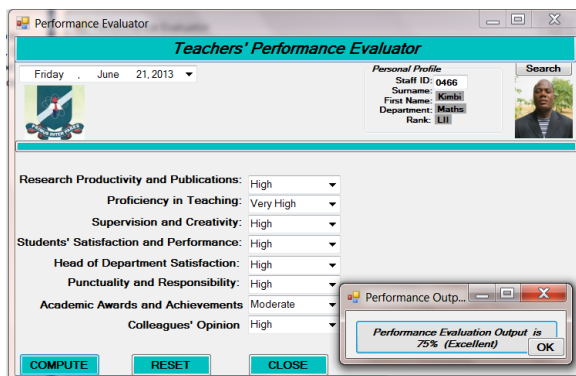 Performance Evaluator
Teachers' Performance Evaluator
Friday , June 21, 2013
Personal Profile
Staff ID: 0466
Surname:
First Name: Kimbi
Department: Maths
Rank: LII
Search
Research Productivity and Publications: High
Proficiency in Teaching: Very High
Supervision and Creativity: High
Students' Satisfaction and Performance: High
Head of Department Satisfaction: High
Punctuality and Responsibility: High
Academic Awards and Achievements Moderate
Colleagues' Opinion High
COMPUTE RESET CLOSE
Performance Outp...
Performance Evaluation Output is
75% (Excellent)
OK